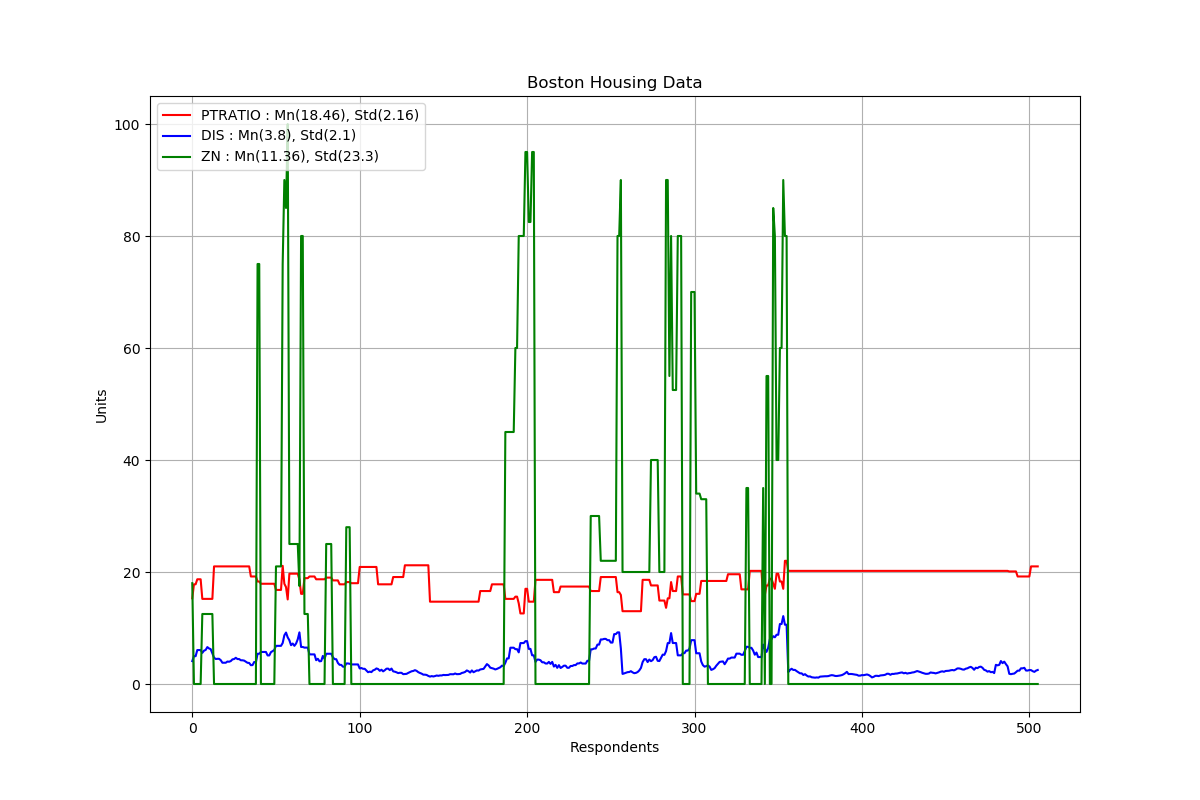 Boston Housing Data
PTRATIO : Mn(18.46), Std(2.16)
DIS : Mn(3.8), Std(2.1)
ZN : Mn(11.36), Std(23.3)
100
80
60
40
20
0
Units
0 100 200 300 400 500
Respondents